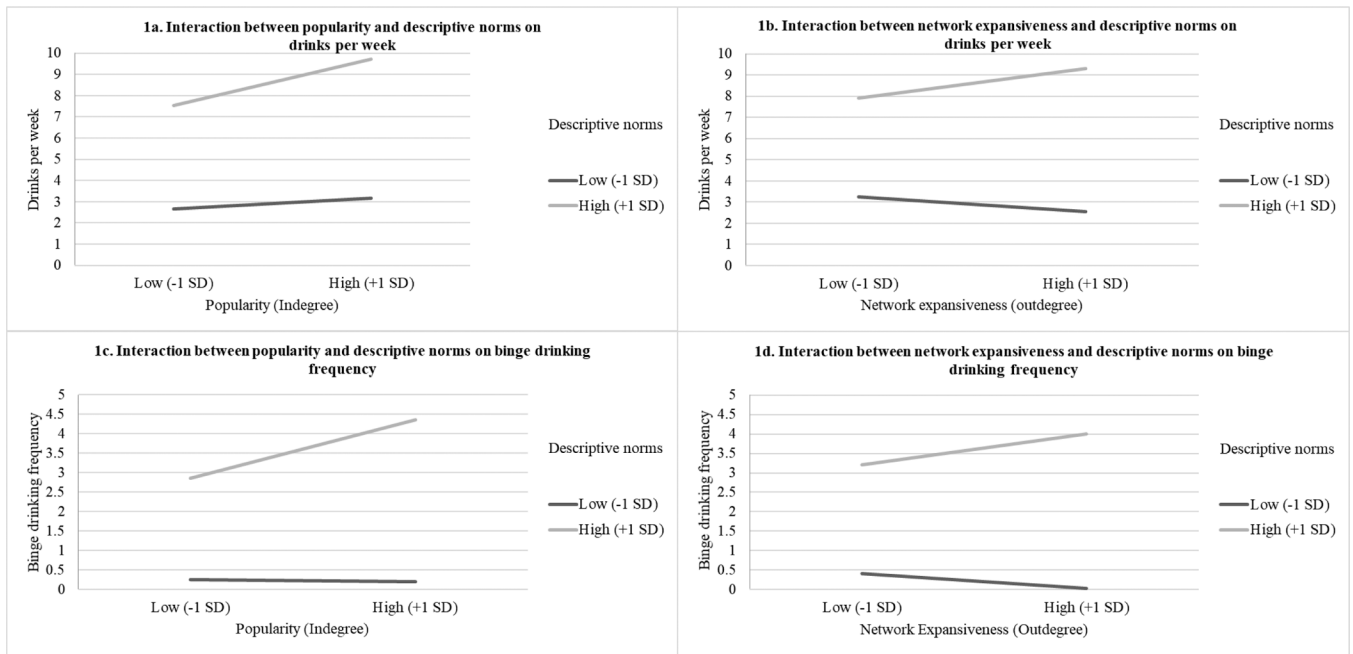 1a. Interaction between popularity and descriptive norms on
drinks per week
10
9
8
7
6
5
4
3
2
1
0
Drinks per week
Low (-1 SD)
High (+1 SD)
Popularity (Indegree)
Descriptive norms
Low (-1 SD)
High (+1 SD)
1b. Interaction between network expansiveness and descriptive norms on
drinks per week
10
9
8
7
6
5
4
3
2
1
0
Drinks per week
Low (-1 SD)
High (+1 SD)
Network expansiveness (outdegree)
Descriptive norms
Low (-1 SD)
High (+1 SD)
1c. Interaction between popularity and descriptive norms on binge drinking
frequency
5
4.5
4
3.5
3
2.5
2
1.5
1
0.5
0
Binge drinking frequency
Low (-1 SD)
High (+1 SD)
Popularity (Indegree)
Descriptive norms
Low (-1 SD)
High (+1 SD)
1d. Interaction between network expansiveness and descriptive norms on binge
drinking frequency
5
4.5
4
3.5
3
2.5
2
1.5
1
0.5
0
Binge drinking frequency
Low (-1 SD)
High (+1 SD)
Network Expansiveness (Outdegree)
Descriptive norms
Low (-1 SD)
High (+1 SD)